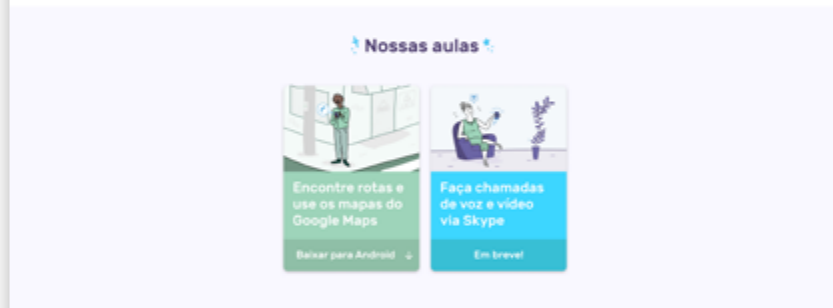 Nossas aulas
Encontre rotas e
use os mapas do
Google Maps
Baixar para Android ↓
Faça chamadas
de voz e vídeo
via Skype
Em breve!